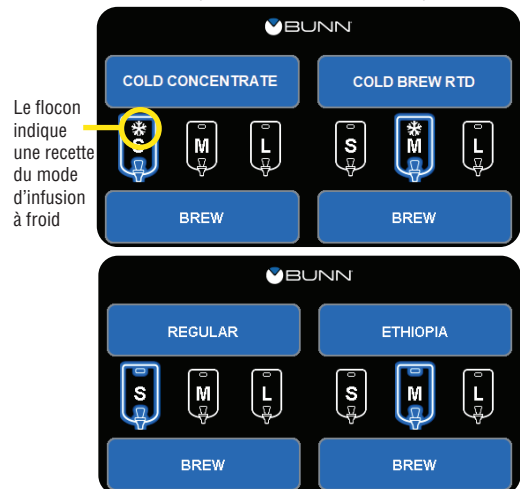 BUNN
COLD CONCENTRATE COLD BREW RTD
Le flocon
indique
une recette
du mode
d'infusion
à froid
S M L S M L
BREW BREW
BUNN
REGULAR ETHIOPIA
S M L S M L
BREW BREW